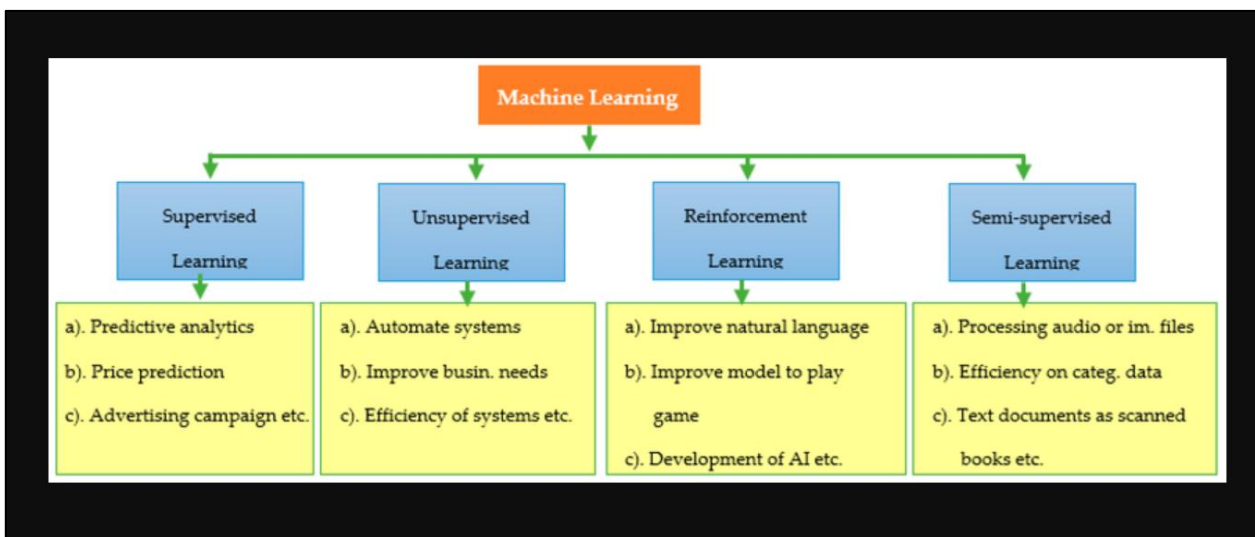 Machine Learning
Supervised
Learning
Unsupervised
Learning
Reinforcement
Learning
Semi-supervised
Learning
a). Predictive analytics
b). Price prediction
c). Advertising campaign etc.
a). Automate systems
b). Improve busin. needs
c). Efficiency of systems etc.
a). Improve natural language
b). Improve model to play
game
c). Development of AI etc.
a). Processing audio or im. files
b). Efficiency on categ. data
c). Text documents as scanned
books etc.